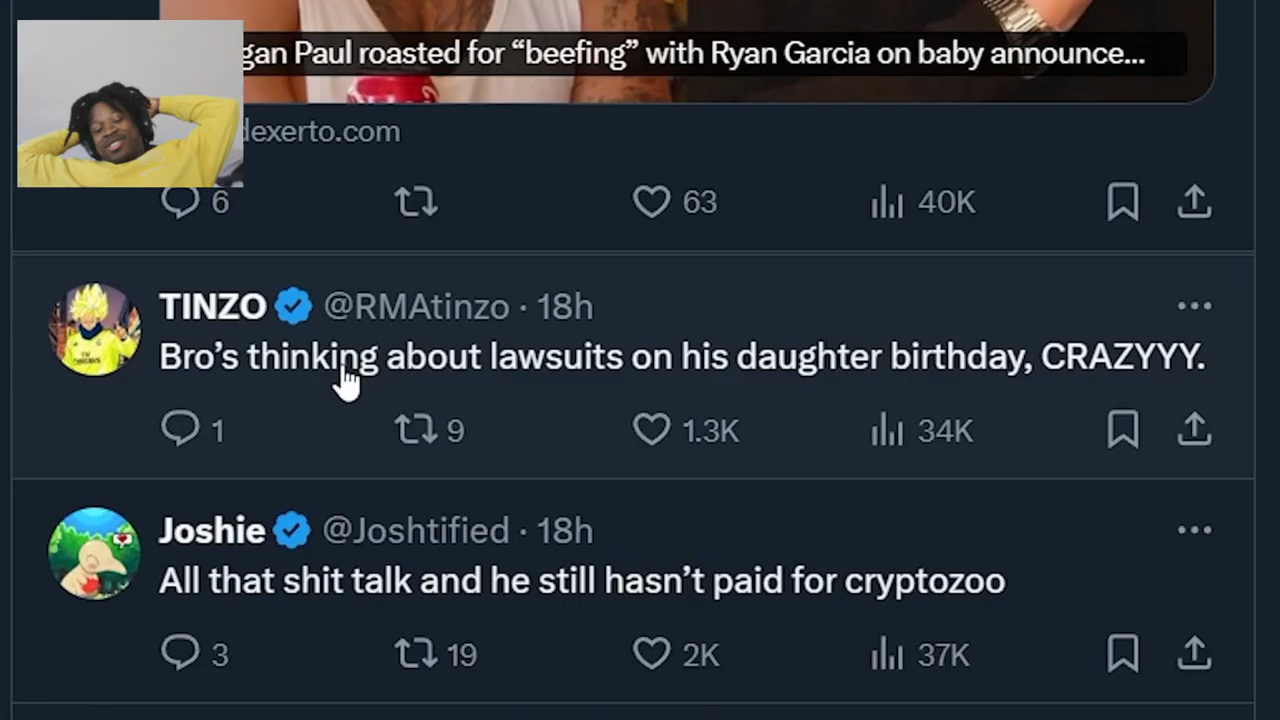 gan Paul roasted for “beefing” with Ryan Garcia on baby announce...
dexerto.com
6 63 40K
TINZO @RMAtinzo · 18h
Bro’s thinking about lawsuits on his daughter birthday, CRAZYYY.
1 9 1.3K 34K
Joshie @Joshtified · 18h
All that shit talk and he still hasn’t paid for cryptozoo
3 19 2K 37K